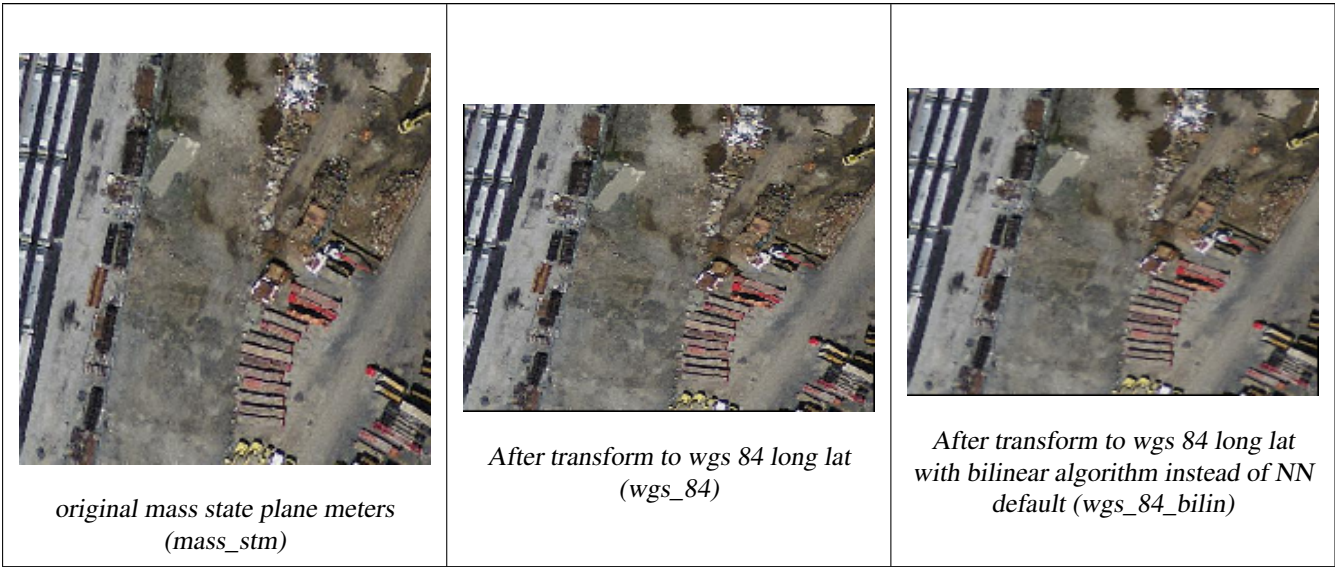 original mass state plane meters
(mass_stm)
After transform to wgs 84 long lat
(wgs_84)
After transform to wgs 84 long lat
with bilinear algorithm instead of NN
default (wgs_84_bilin)